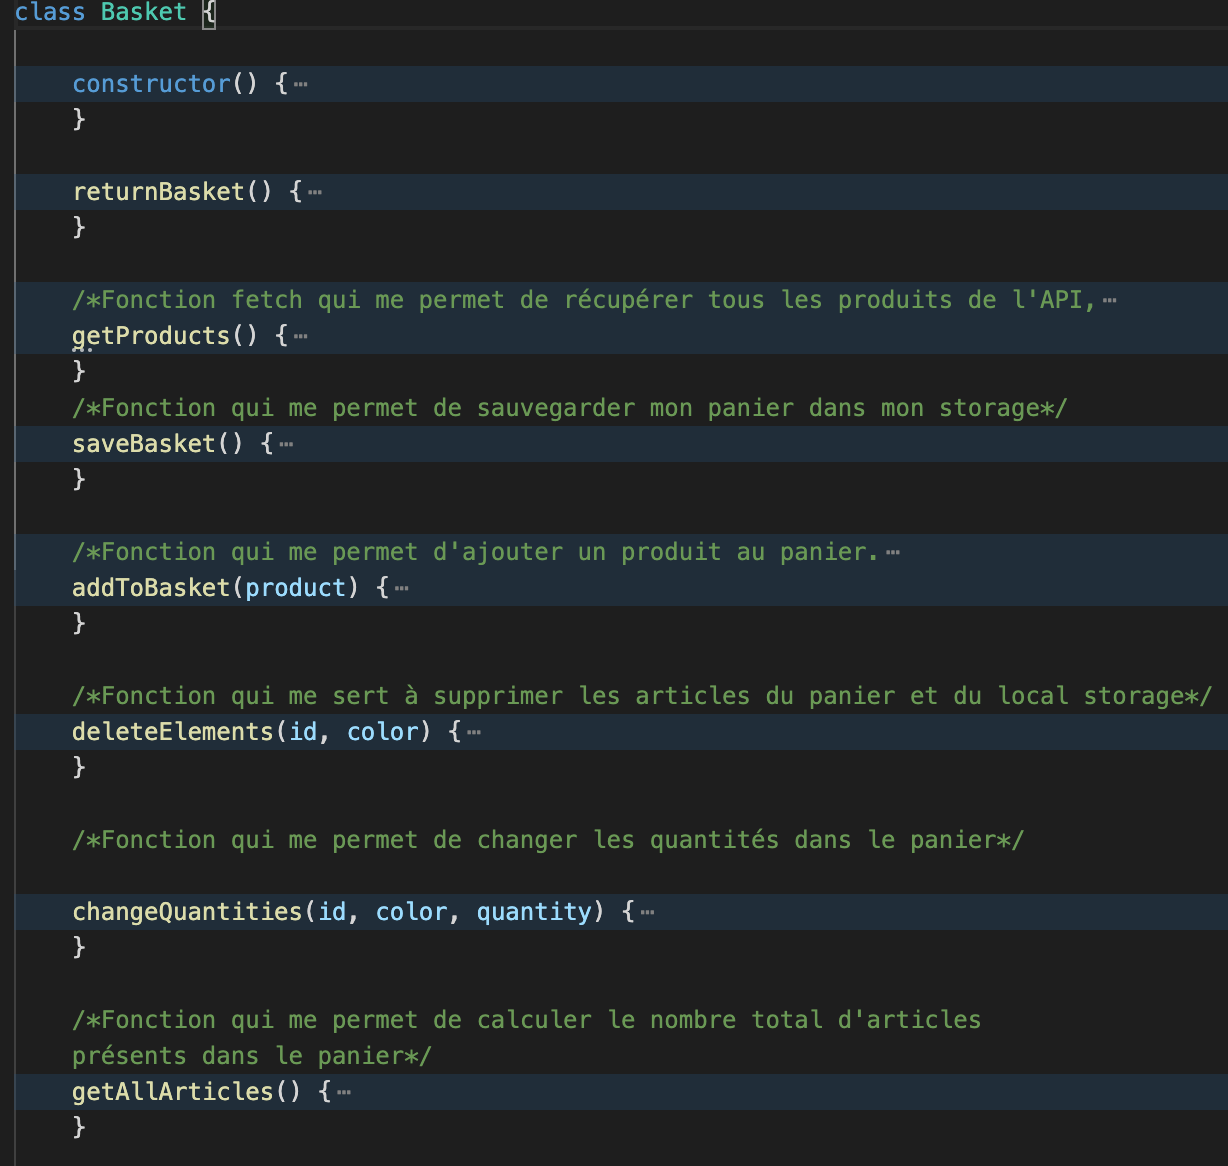 class Basket {
constructor() {⋯
}
returnBasket() {⋯
}
/*Fonction fetch qui me permet de récupérer tous les produits de l'API,⋯
getProducts() {⋯
}
/*Fonction qui me permet de sauvegarder mon panier dans mon storage*/
saveBasket() {⋯
}
/*Fonction qui me permet d'ajouter un produit au panier.⋯
addToBasket(product) {⋯
}
/*Fonction qui me sert à supprimer les articles du panier et du local storage*/
deleteElements(id, color) {⋯
}
/*Fonction qui me permet de changer les quantités dans le panier*/
changeQuantities(id, color, quantity) {⋯
}
/*Fonction qui me permet de calculer le nombre total d'articles
présents dans le panier*/
getAllArticles() {⋯
}